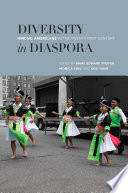 DIVERSITY
HMONG AMERICANS IN THE TWENTY-FIRST CENTURY
in DIASPORA
EDITED BY MARK EDWARD PFEIFER
MONICA CHIU AND KOU YANG